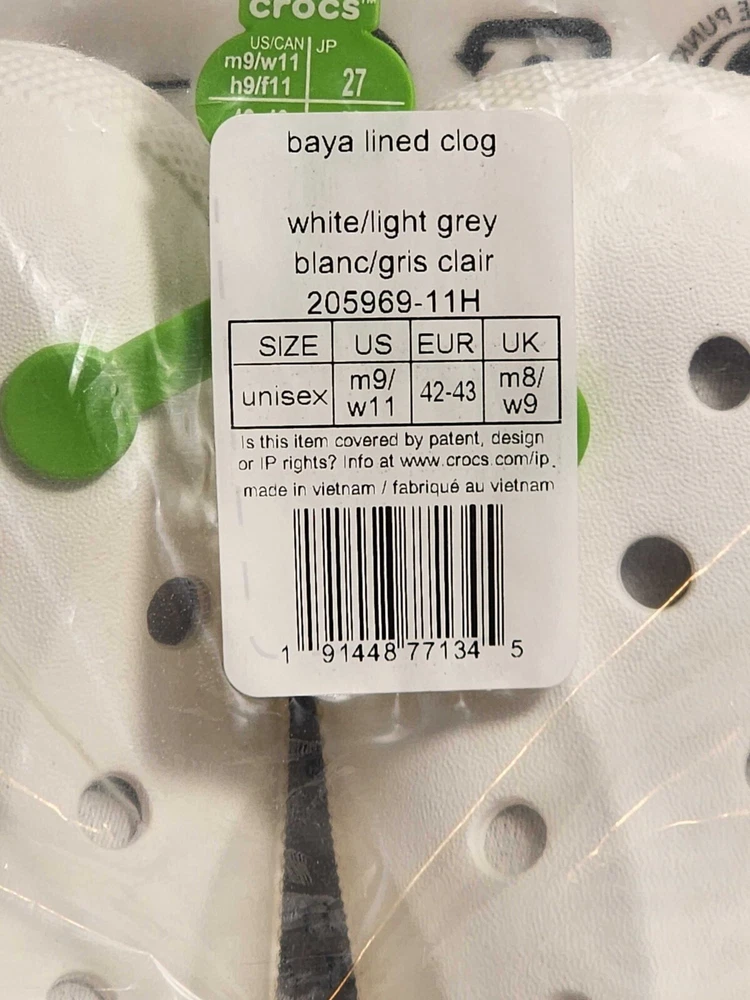 crocs™
US/CAN JP
m9/w11
h9/f11 27
baya lined clog
white/light grey
blanc/gris clair
205969-11H
SIZE US EUR UK
unisex m9/ w11 42-43 m8/ w9
Is this item covered by patent, design
or IP rights? Info at www.crocs.com/ip.
made in vietnam / fabriqué au vietnam
1 91448 77134 5